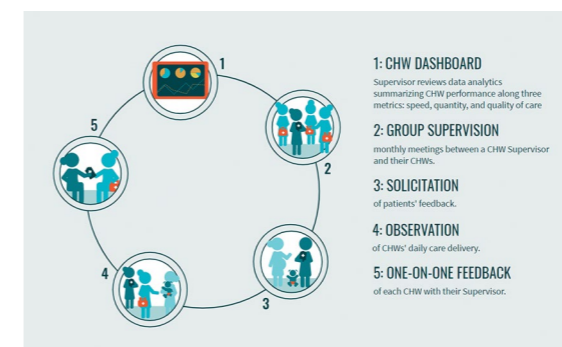 1
2
3
4
5
1: CHW DASHBOARD
Supervisor reviews data analytics
summarizing CHW performance along three
metrics: speed, quantity, and quality of care
2: GROUP SUPERVISION
monthly meetings between a CHW Supervisor
and their CHWs.
3: SOLICITATION
of patients' feedback.
4: OBSERVATION
of CHWs' daily care delivery.
5: ONE-ON-ONE FEEDBACK
of each CHW with their Supervisor.